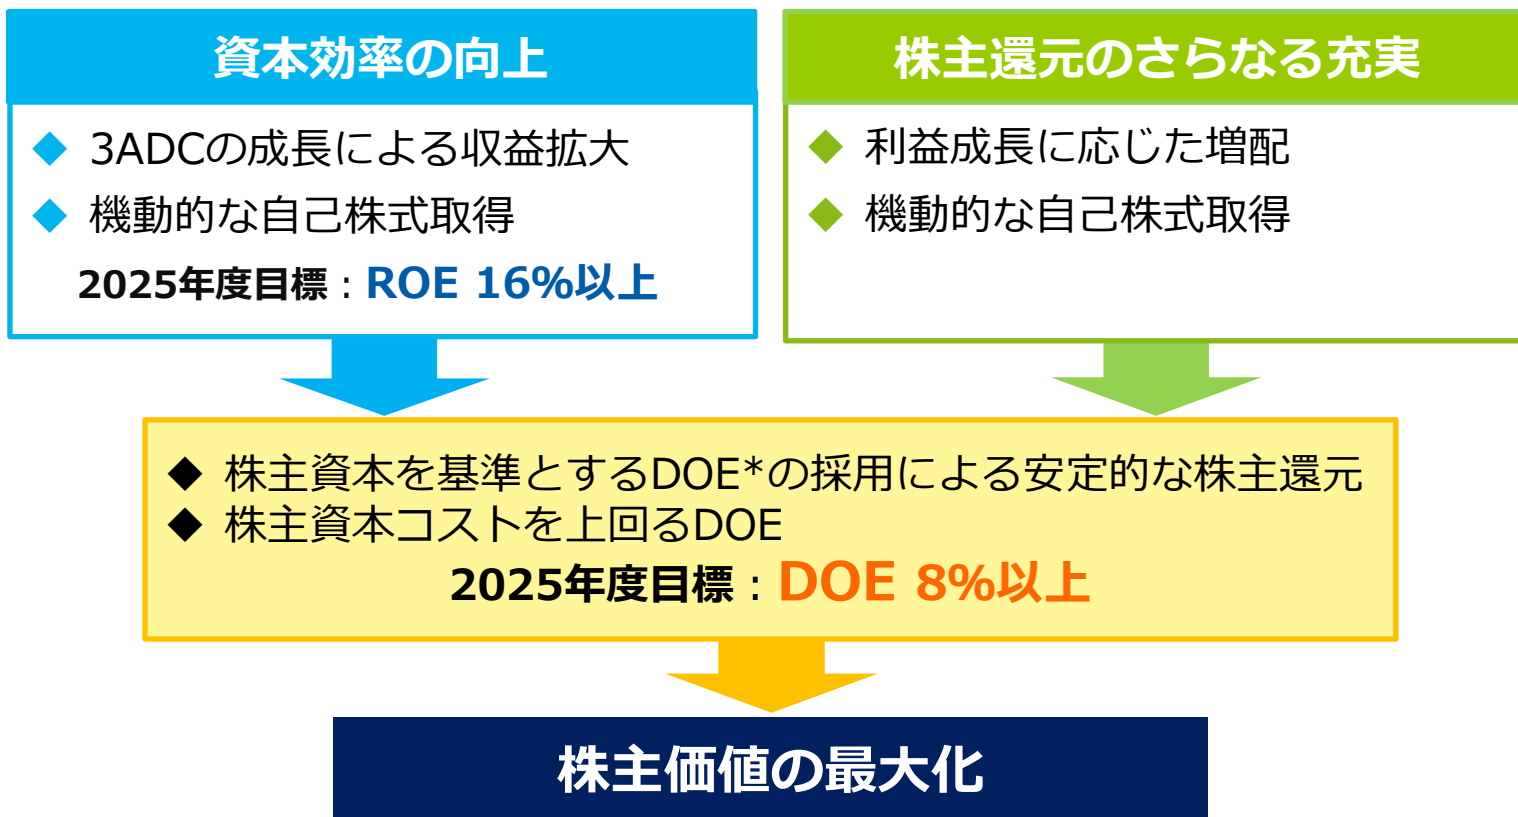 資本効率の向上
◆ 3ADCの成長による収益拡大
◆ 機動的な自己株式取得
2025年度目標：ROE 16%以上
株主還元のさらなる充実
◆ 利益成長に応じた増配
◆ 機動的な自己株式取得
◆ 株主資本を基準とするDOE*の採用による安定的な株主還元
◆ 株主資本コストを上回るDOE
2025年度目標：DOE 8%以上
株主価値の最大化